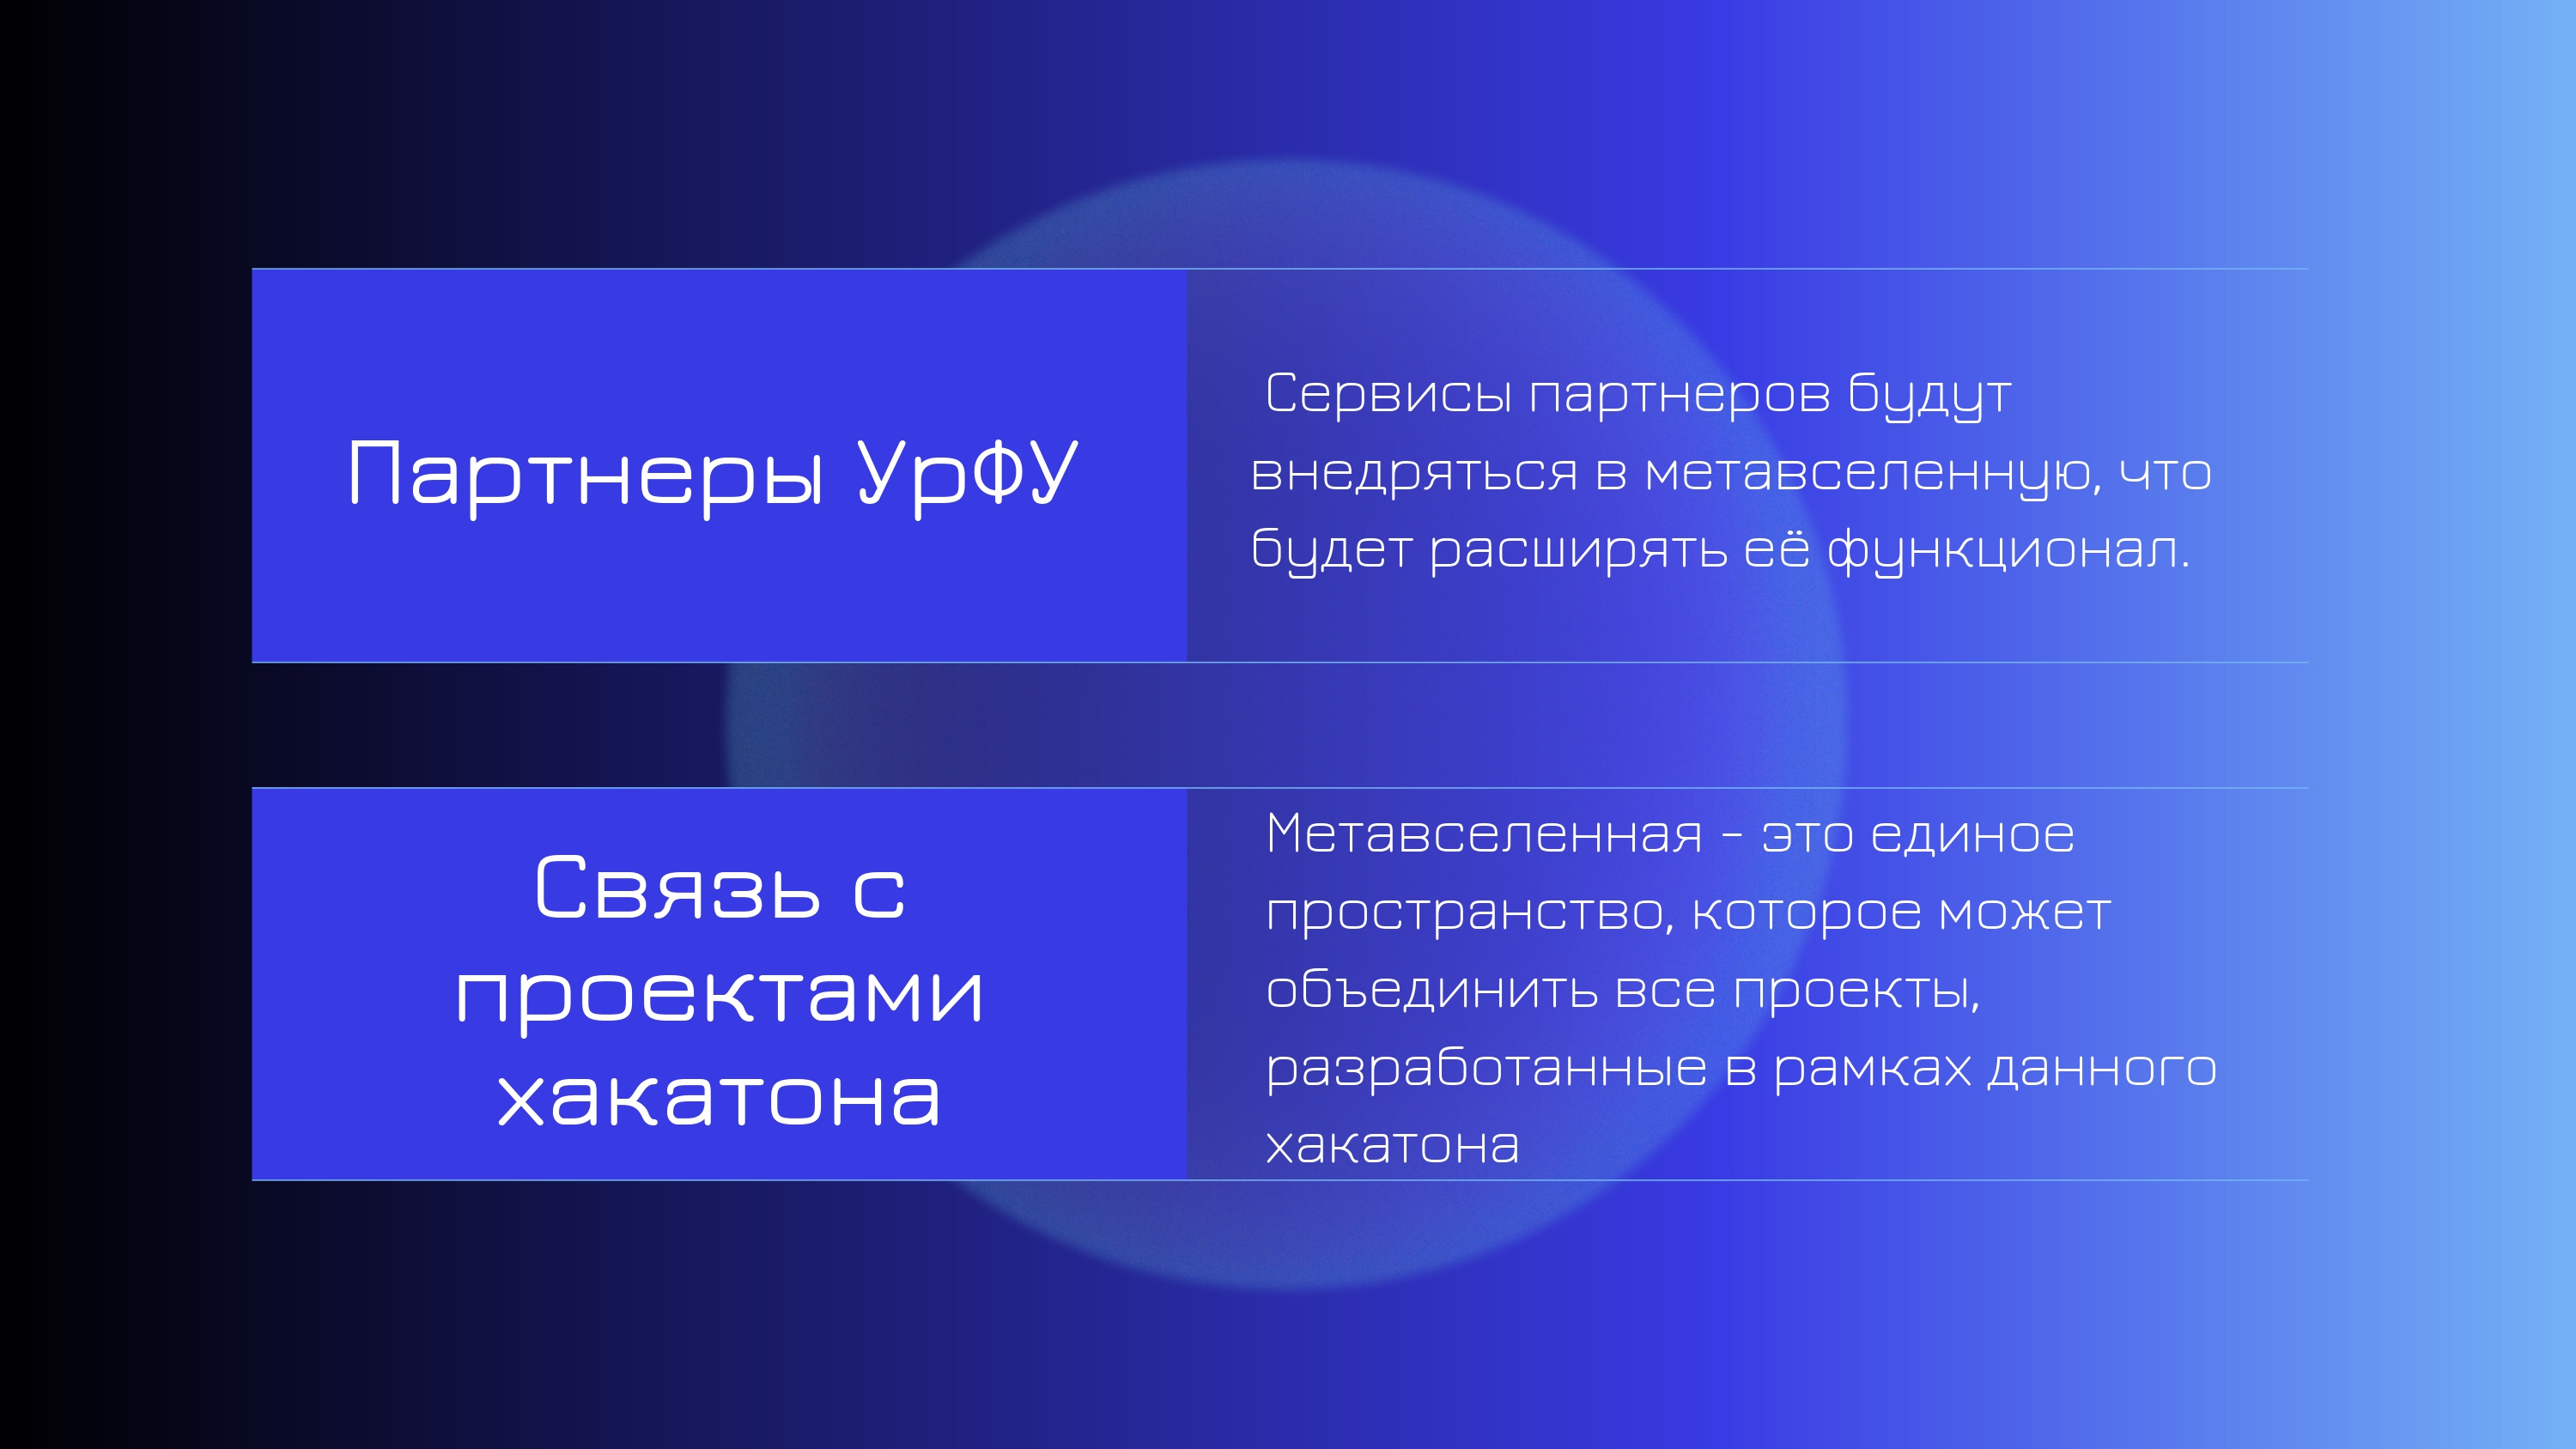 Партнеры УрФУ
Сервисы партнеров будут
внедряться в метавселенную, что
будет расширять её функционал.
Связь с
проектами
хакатона
Метавселенная - это единое
пространство, которое может
объединить все проекты,
разработанные в рамках данного
хакатона